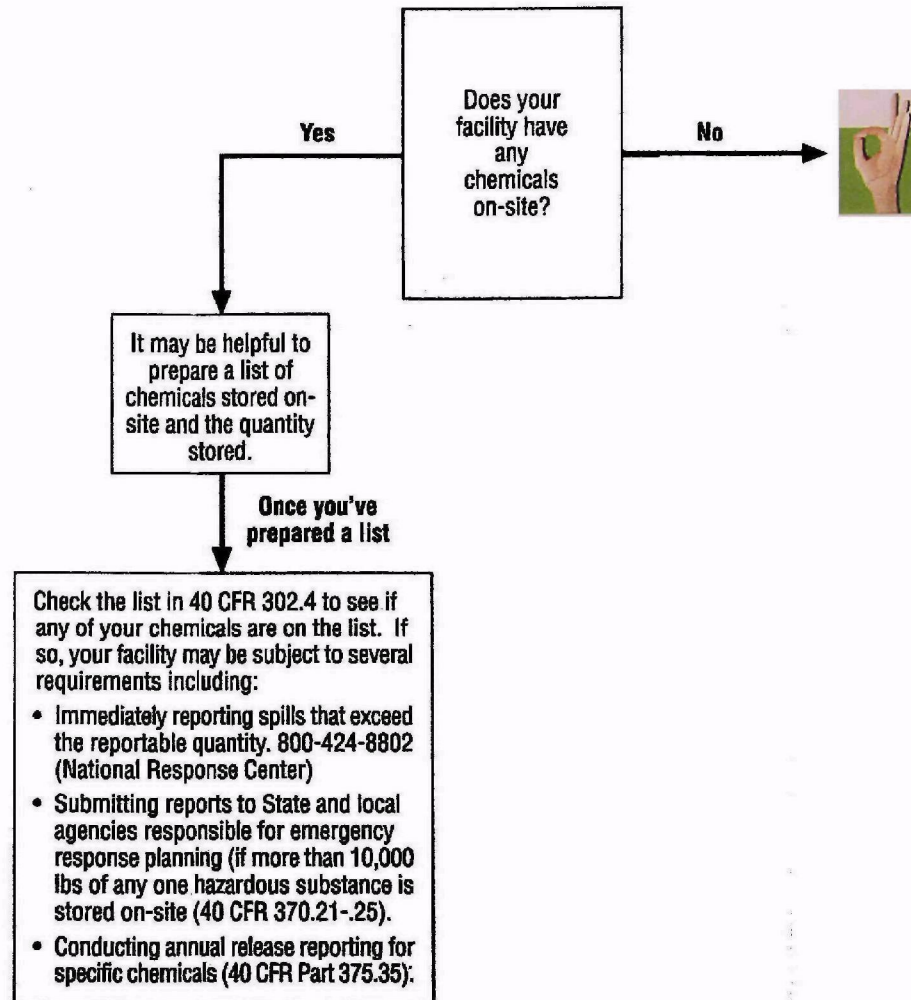 Does your
facility have
any
chemicals
on-site?
Yes
No
It may be helpful to
prepare a list of
chemicals stored on-
site and the quantity
stored.
Once you've
prepared a list
Check the list in 40 CFR 302.4 to see if
any of your chemicals are on the list. If
so, your facility may be subject to several
requirements including:
• Immediately reporting spills that exceed
the reportable quantity. 800-424-8802
(National Response Center)
• Submitting reports to State and local
agencies responsible for emergency
response planning (if more than 10,000
lbs of any one hazardous substance is
stored on-site (40 CFR 370.21-.25).
• Conducting annual release reporting for
specific chemicals (40 CFR Part 375.35).